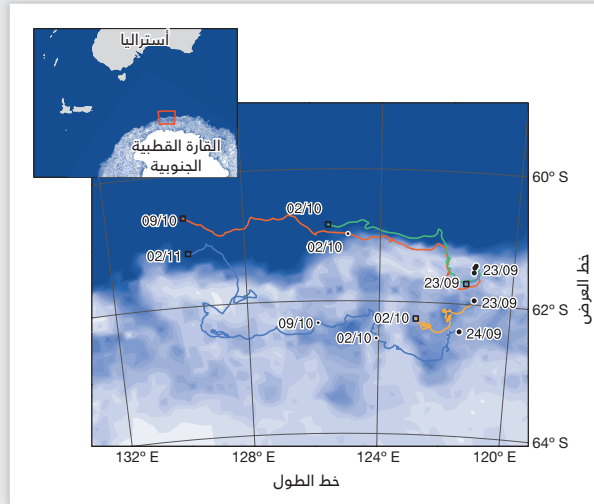 أستراليا
القارة القطبية
الجنوبية
60° S
02/10
09/10
02/10
02/11
23/09
23/09
23/09
62° S
09/10
02/10
02/10
24/09
64° S
132° E
128° E
124° E
120° E
خط العرض
خط الطول